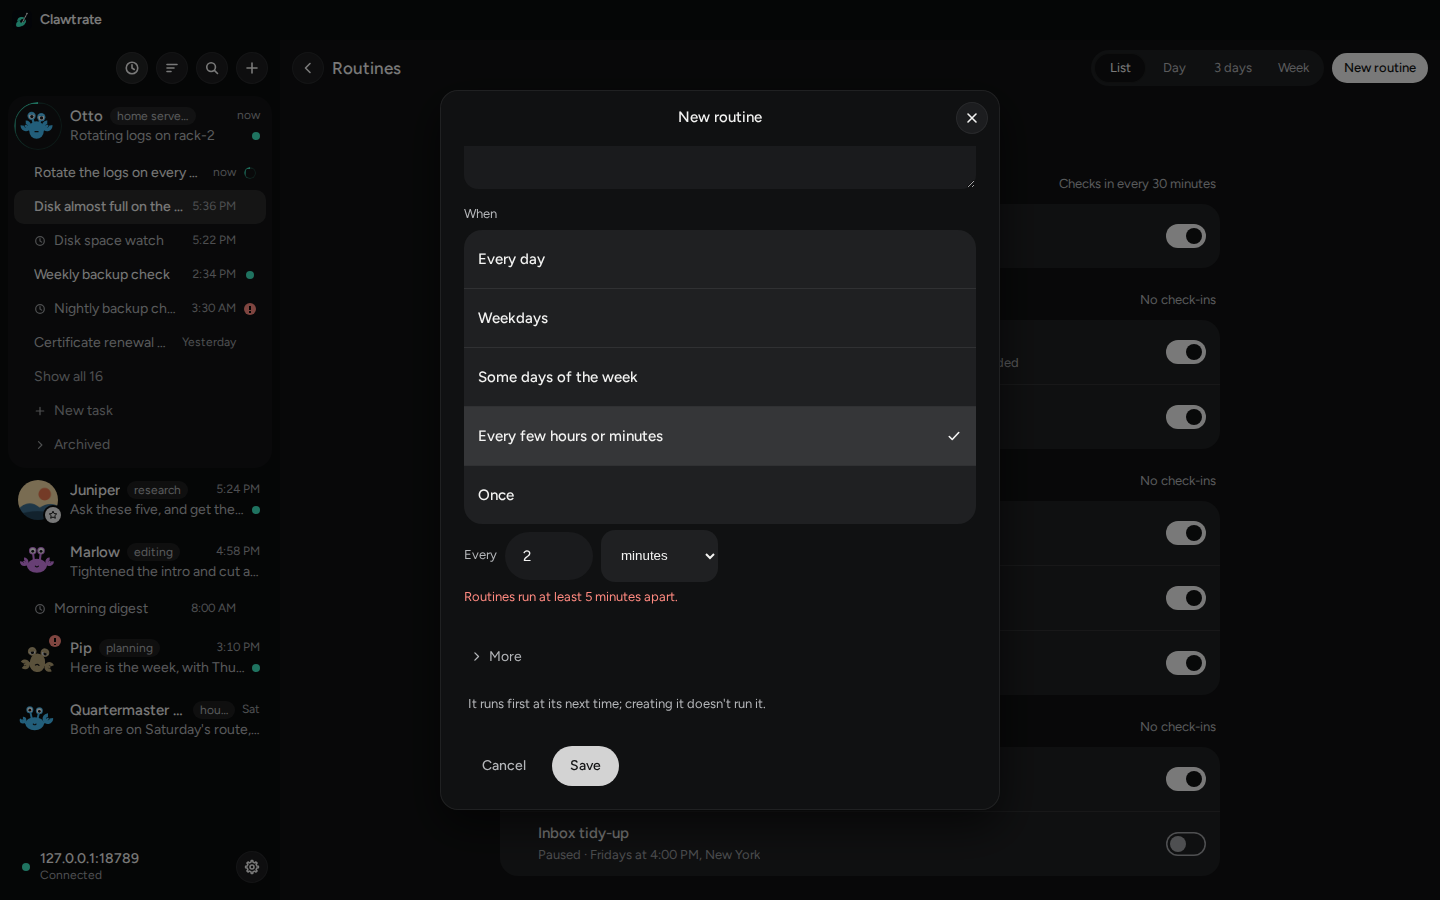 Clawtrate
Routines
List
Day
3 days
Week
New routine
Otto
home serve...
now
Rotating logs on rack-2
Rotate the logs on every ...
now
Disk almost full on the ...
5:36 PM
Disk space watch
5:22 PM
Weekly backup check
2:34 PM
Nightly backup ch...
3:30 AM
Certificate renewal ...
Yesterday
Show all 16
New task
Archived
Juniper
research
5:24 PM
Ask these five, and get the...
Marlow
editing
4:58 PM
Tightened the intro and cut a...
Morning digest
8:00 AM
Pip
planning
3:10 PM
Here is the week, with Thu...
Quartermaster ...
hou...
Sat
Both are on Saturday's route,...
127.0.0.1:18789
Connected
New routine
When
Every day
Weekdays
Some days of the week
Every few hours or minutes
Once
Every
2
minutes
Routines run at least 5 minutes apart.
More
It runs first at its next time; creating it doesn't run it.
Cancel
Save
Checks in every 30 minutes
No check-ins
No check-ins
No check-ins
Inbox tidy-up
Paused · Fridays at 4:00 PM, New York